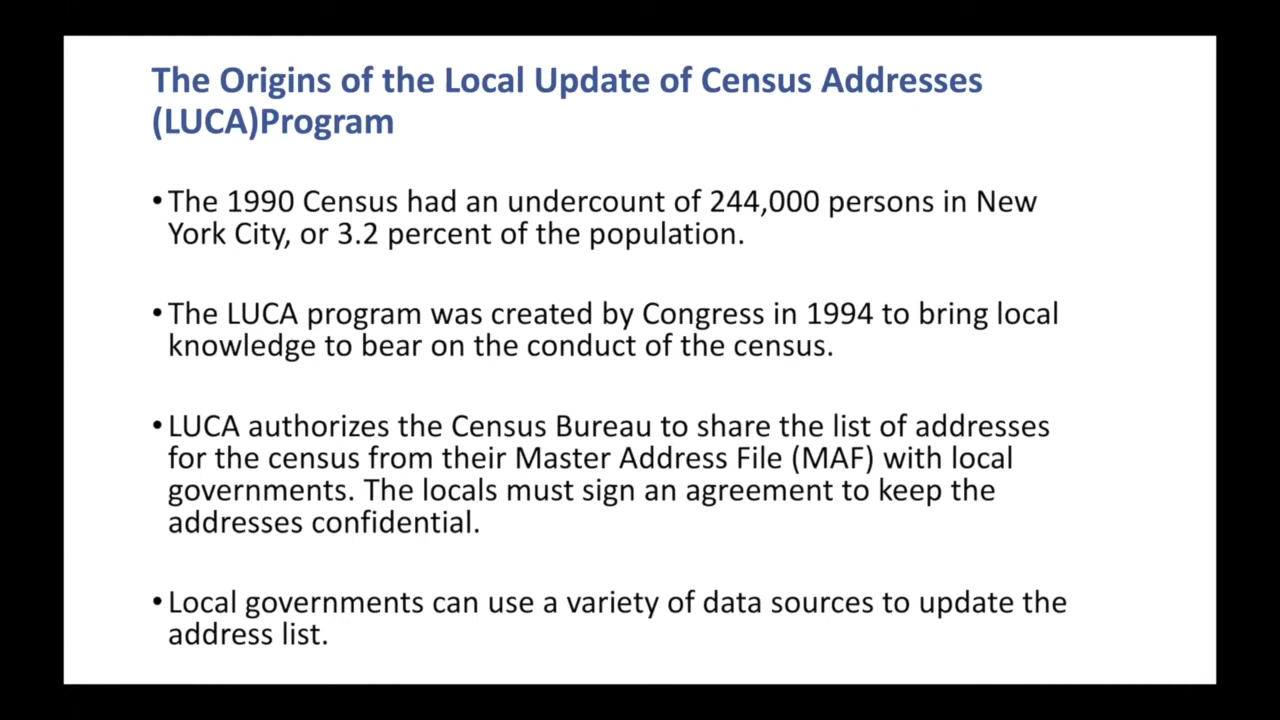 The Origins of the Local Update of Census Addresses
(LUCA)Program
• The 1990 Census had an undercount of 244,000 persons in New
York City, or 3.2 percent of the population.
• The LUCA program was created by Congress in 1994 to bring local
knowledge to bear on the conduct of the census.
• LUCA authorizes the Census Bureau to share the list of addresses
for the census from their Master Address File (MAF) with local
governments. The locals must sign an agreement to keep the
addresses confidential.
• Local governments can use a variety of data sources to update the
address list.